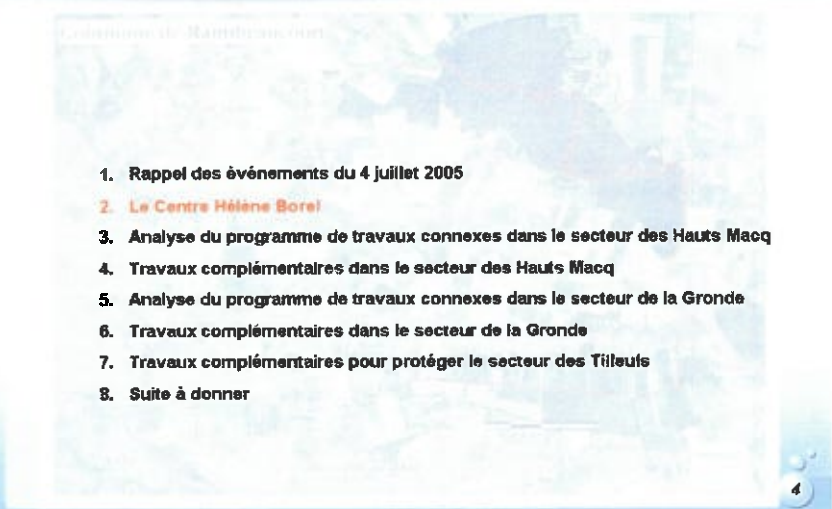 Commune de Raimbeaucourt
1. Rappel des événements du 4 juillet 2005
2. Le Centre Hélène Borel
3. Analyse du programme de travaux connexes dans le secteur des Hauts Macq
4. Travaux complémentaires dans le secteur des Hauts Macq
5. Analyse du programme de travaux connexes dans le secteur de la Gronde
6. Travaux complémentaires dans le secteur de la Gronde
7. Travaux complémentaires pour protéger le secteur des Tilleuls
8. Suite à donner
4